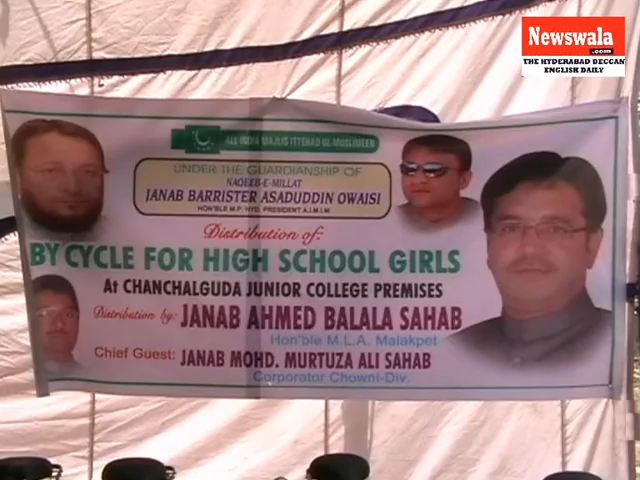 Newswala
.com
THE HYDERABAD DECCAN
ENGLISH DAILY
ALL INDIA MAJLIS ITTEHAD UL MUSLIMEEN
UNDER THE GUARDIANSHIP OF
NAQEEB-E-MILLAT
JANAB BARRISTER ASADUDDIN OWAISI
HON'BLE M.P. HYD. PRESIDENT A.I.M.I.M
Distribution of:
BY CYCLE FOR HIGH SCHOOL GIRLS
At CHANCHALGUDA JUNIOR COLLEGE PREMISES
Distribution by: JANAB AHMED BALALA SAHAB
Hon'ble M.L.A. Malakpet
Chief Guest: JANAB MOHD. MURTUZA ALI SAHAB
Corporator Chowni-Div.